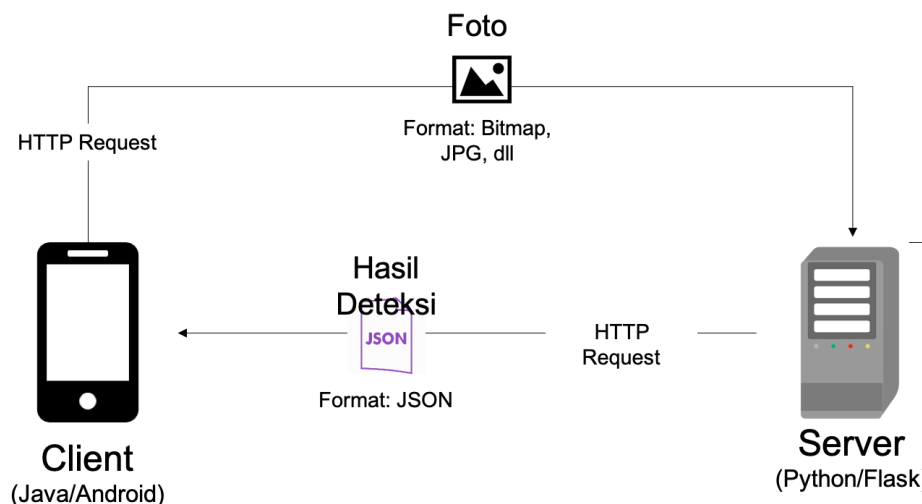 Foto
Format: Bitmap,
JPG, dll
HTTP Request
Hasil
Deteksi
JSON
Format: JSON
HTTP
Request
Client
(Java/Android)
Server
(Python/Flask